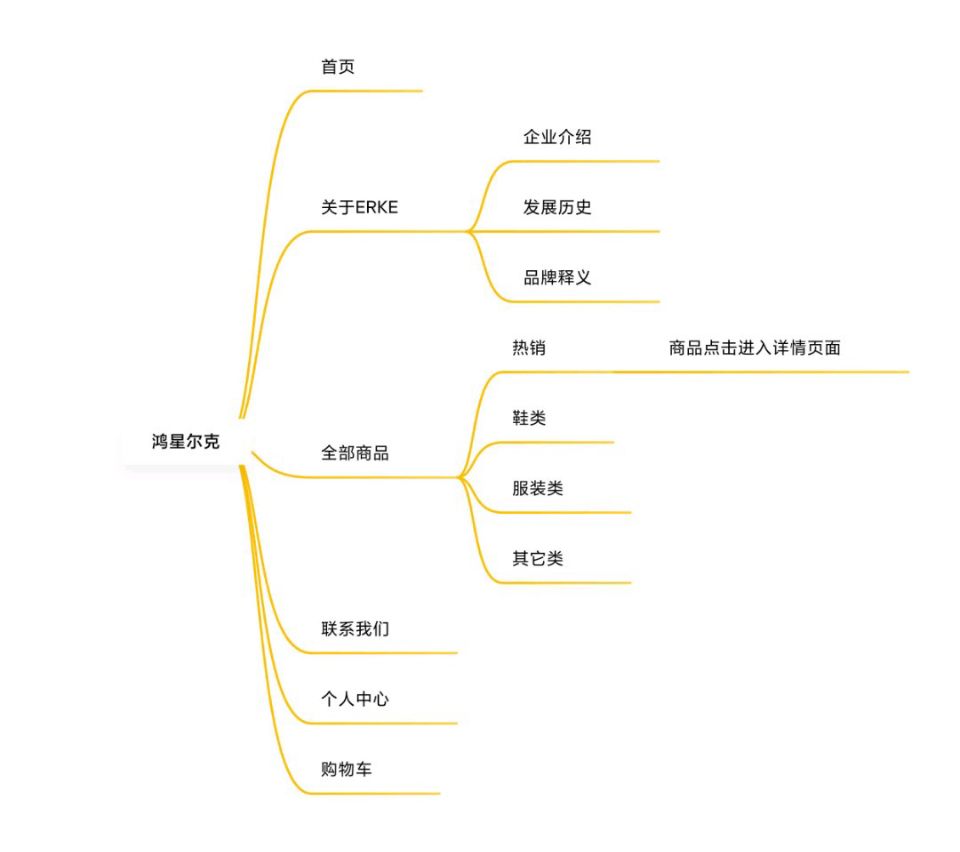 首页
企业介绍
关于ERKE
发展历史
品牌释义
热销
商品点击进入详情页面
鞋类
鸿星尔克
全部商品
服装类
其它类
联系我们
个人中心
购物车